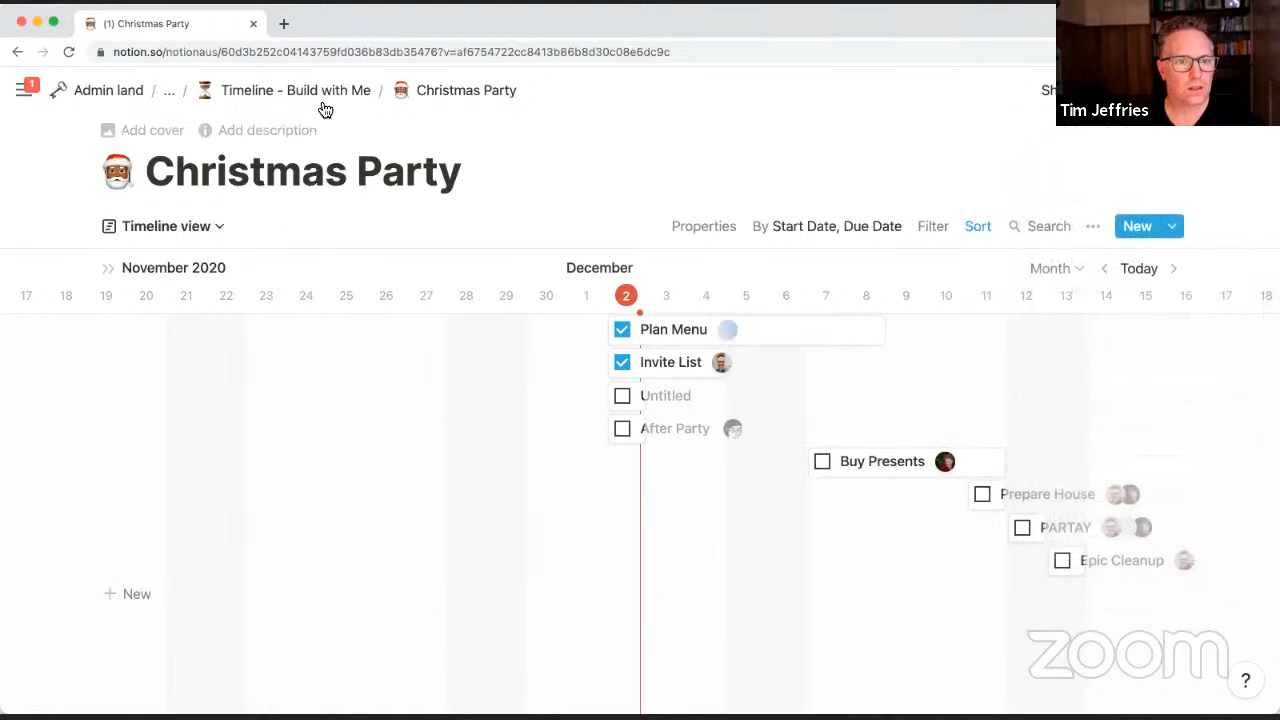 (1) Christmas Party
notion.so/notionaus/60d3b252c04143759fd036b83db35476?v=af6754722cc8413b86b8d30c08e6dc9c
1
Admin land / ... / Timeline - Build with Me / Christmas Party
Sh
Tim Jeffries
Add cover Add description
Christmas Party
Timeline view Properties By Start Date, Due Date Filter Sort Search ... New
November 2020 December Month Today
17 18 19 20 21 22 23 24 25 26 27 28 29 30 1 2 3 4 5 6 7 8 9 10 11 12 13 14 15 16 17 18
Plan Menu
Invite List
Untitled
After Party
Buy Presents
Prepare House
PARTAY
Epic Cleanup
+ New
zoom
?